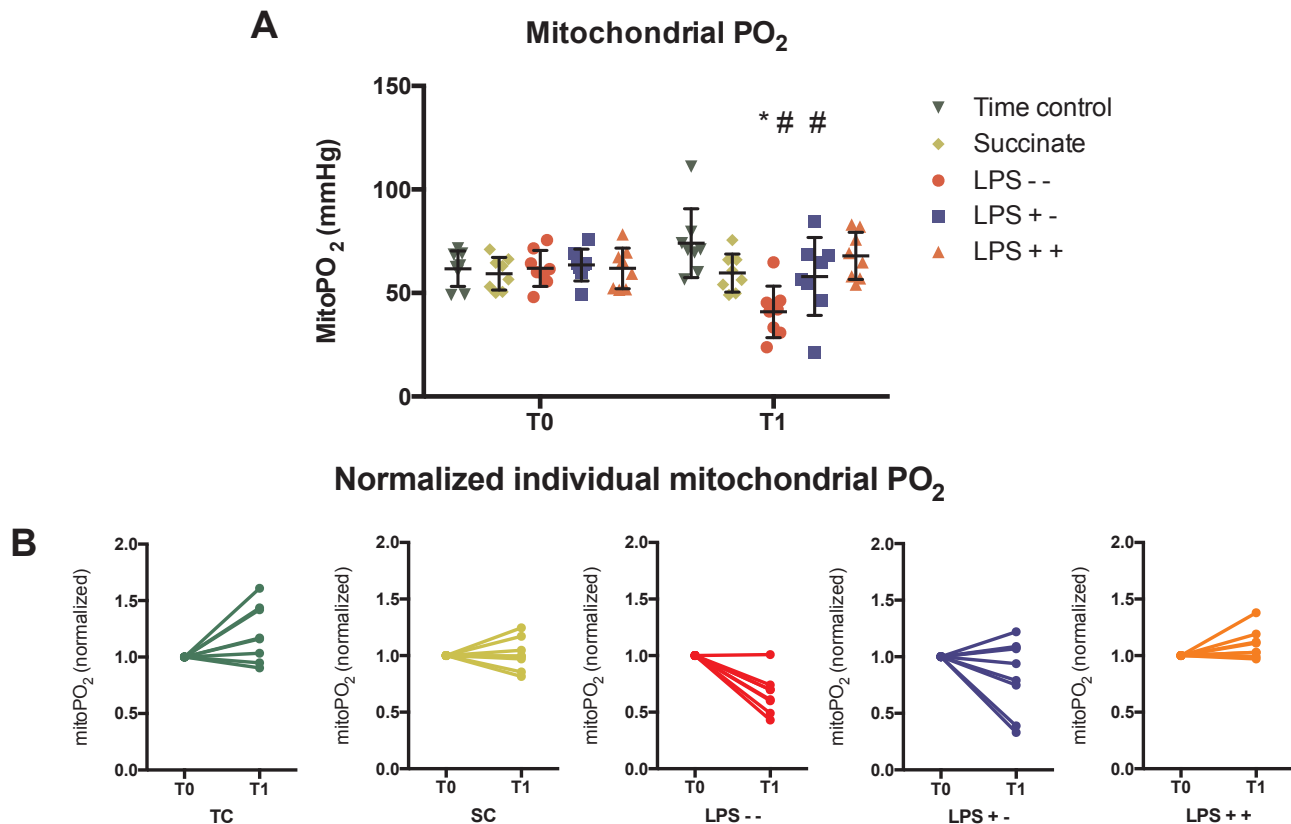 A
Mitochondrial PO2
150
100
50
0
MitoPO2 (mmHg)
* # #
T0
T1
Time control
Succinate
LPS - -
LPS + -
LPS + +
Normalized individual mitochondrial PO2
B
mitoPO2 (normalized)
2.0
1.5
1.0
0.5
0.0
T0 T1
TC
mitoPO2 (normalized)
2.0
1.5
1.0
0.5
0.0
T0 T1
SC
mitoPO2 (normalized)
2.0
1.5
1.0
0.5
0.0
T0 T1
LPS - -
mitoPO2 (normalized)
2.0
1.5
1.0
0.5
0.0
T0 T1
LPS + -
mitoPO2 (normalized)
2.0
1.5
1.0
0.5
0.0
T0 T1
LPS + +